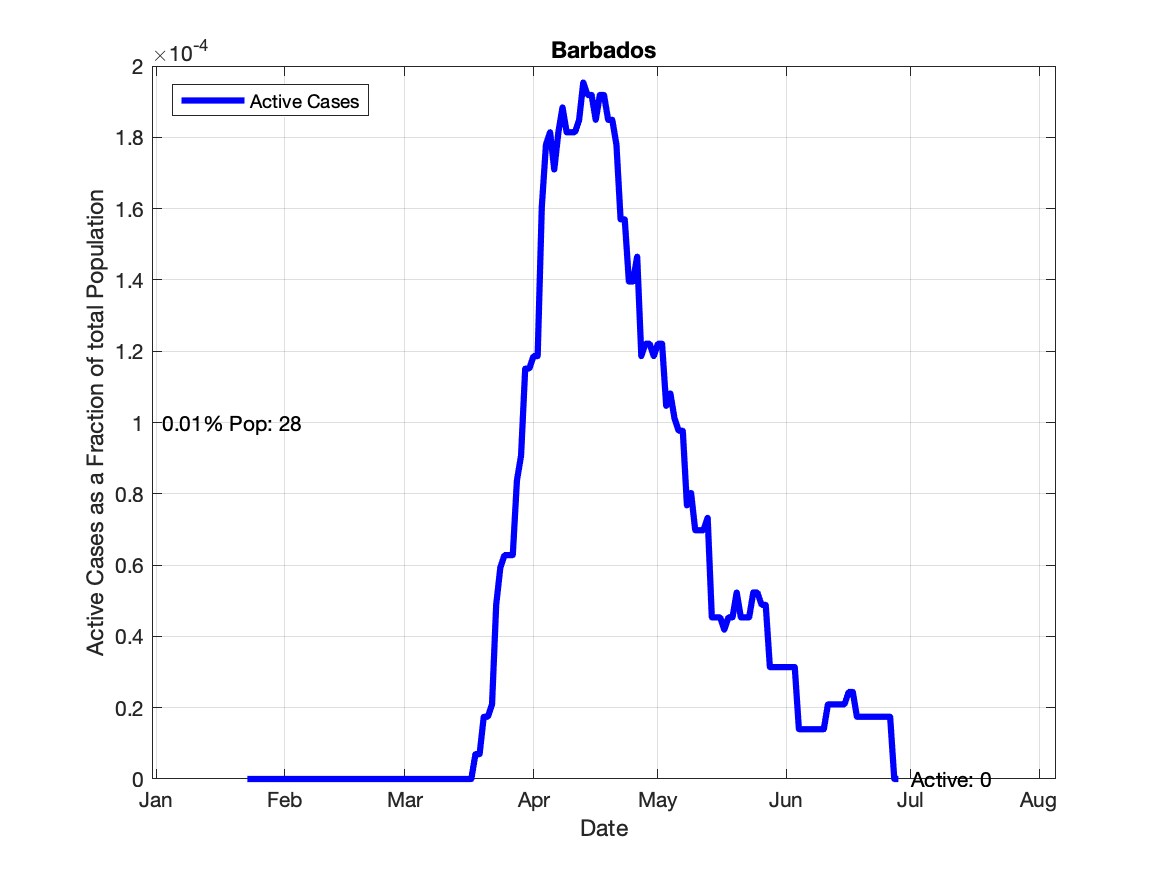 Barbados
×10-4
2
1.8
1.6
1.4
1.2
1
0.8
0.6
0.4
0.2
0
Active Cases as a Fraction of total Population
Active Cases
0.01% Pop: 28
Active: 0
Jan Feb Mar Apr May Jun Jul Aug
Date